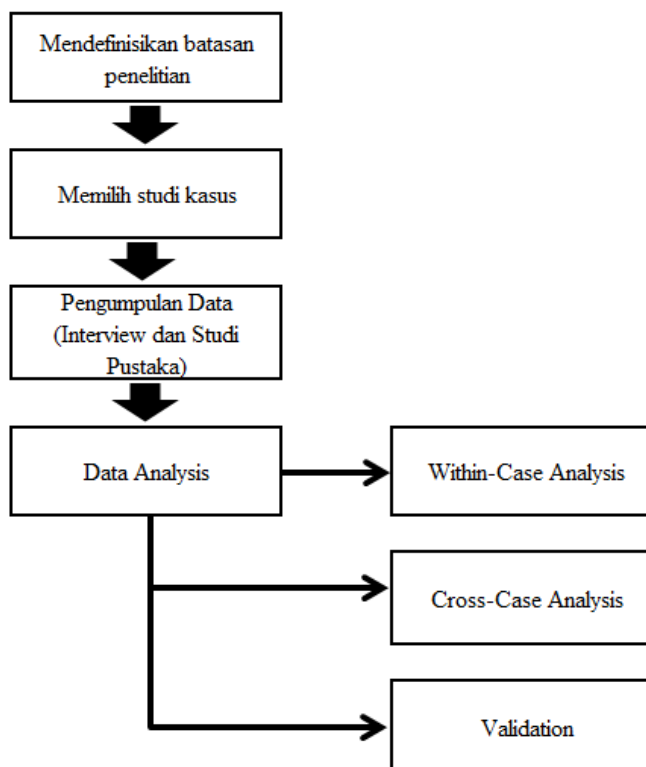 Mendefinisikan batasan
penelitian
Memilih studi kasus
Pengumpulan Data
(Interview dan Studi
Pustaka)
Data Analysis
Within-Case Analysis
Cross-Case Analysis
Validation